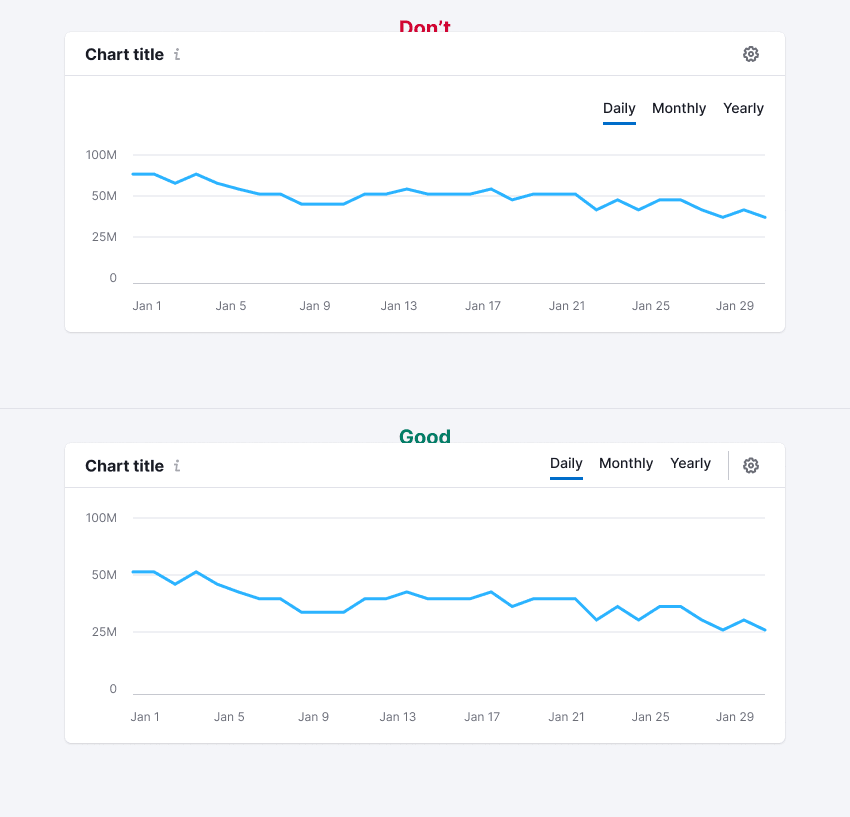 Don’t
Chart title i
Daily Monthly Yearly
100M
50M
25M
0
Jan 1 Jan 5 Jan 9 Jan 13 Jan 17 Jan 21 Jan 25 Jan 29
Good
Chart title i Daily Monthly Yearly
100M
50M
25M
0
Jan 1 Jan 5 Jan 9 Jan 13 Jan 17 Jan 21 Jan 25 Jan 29